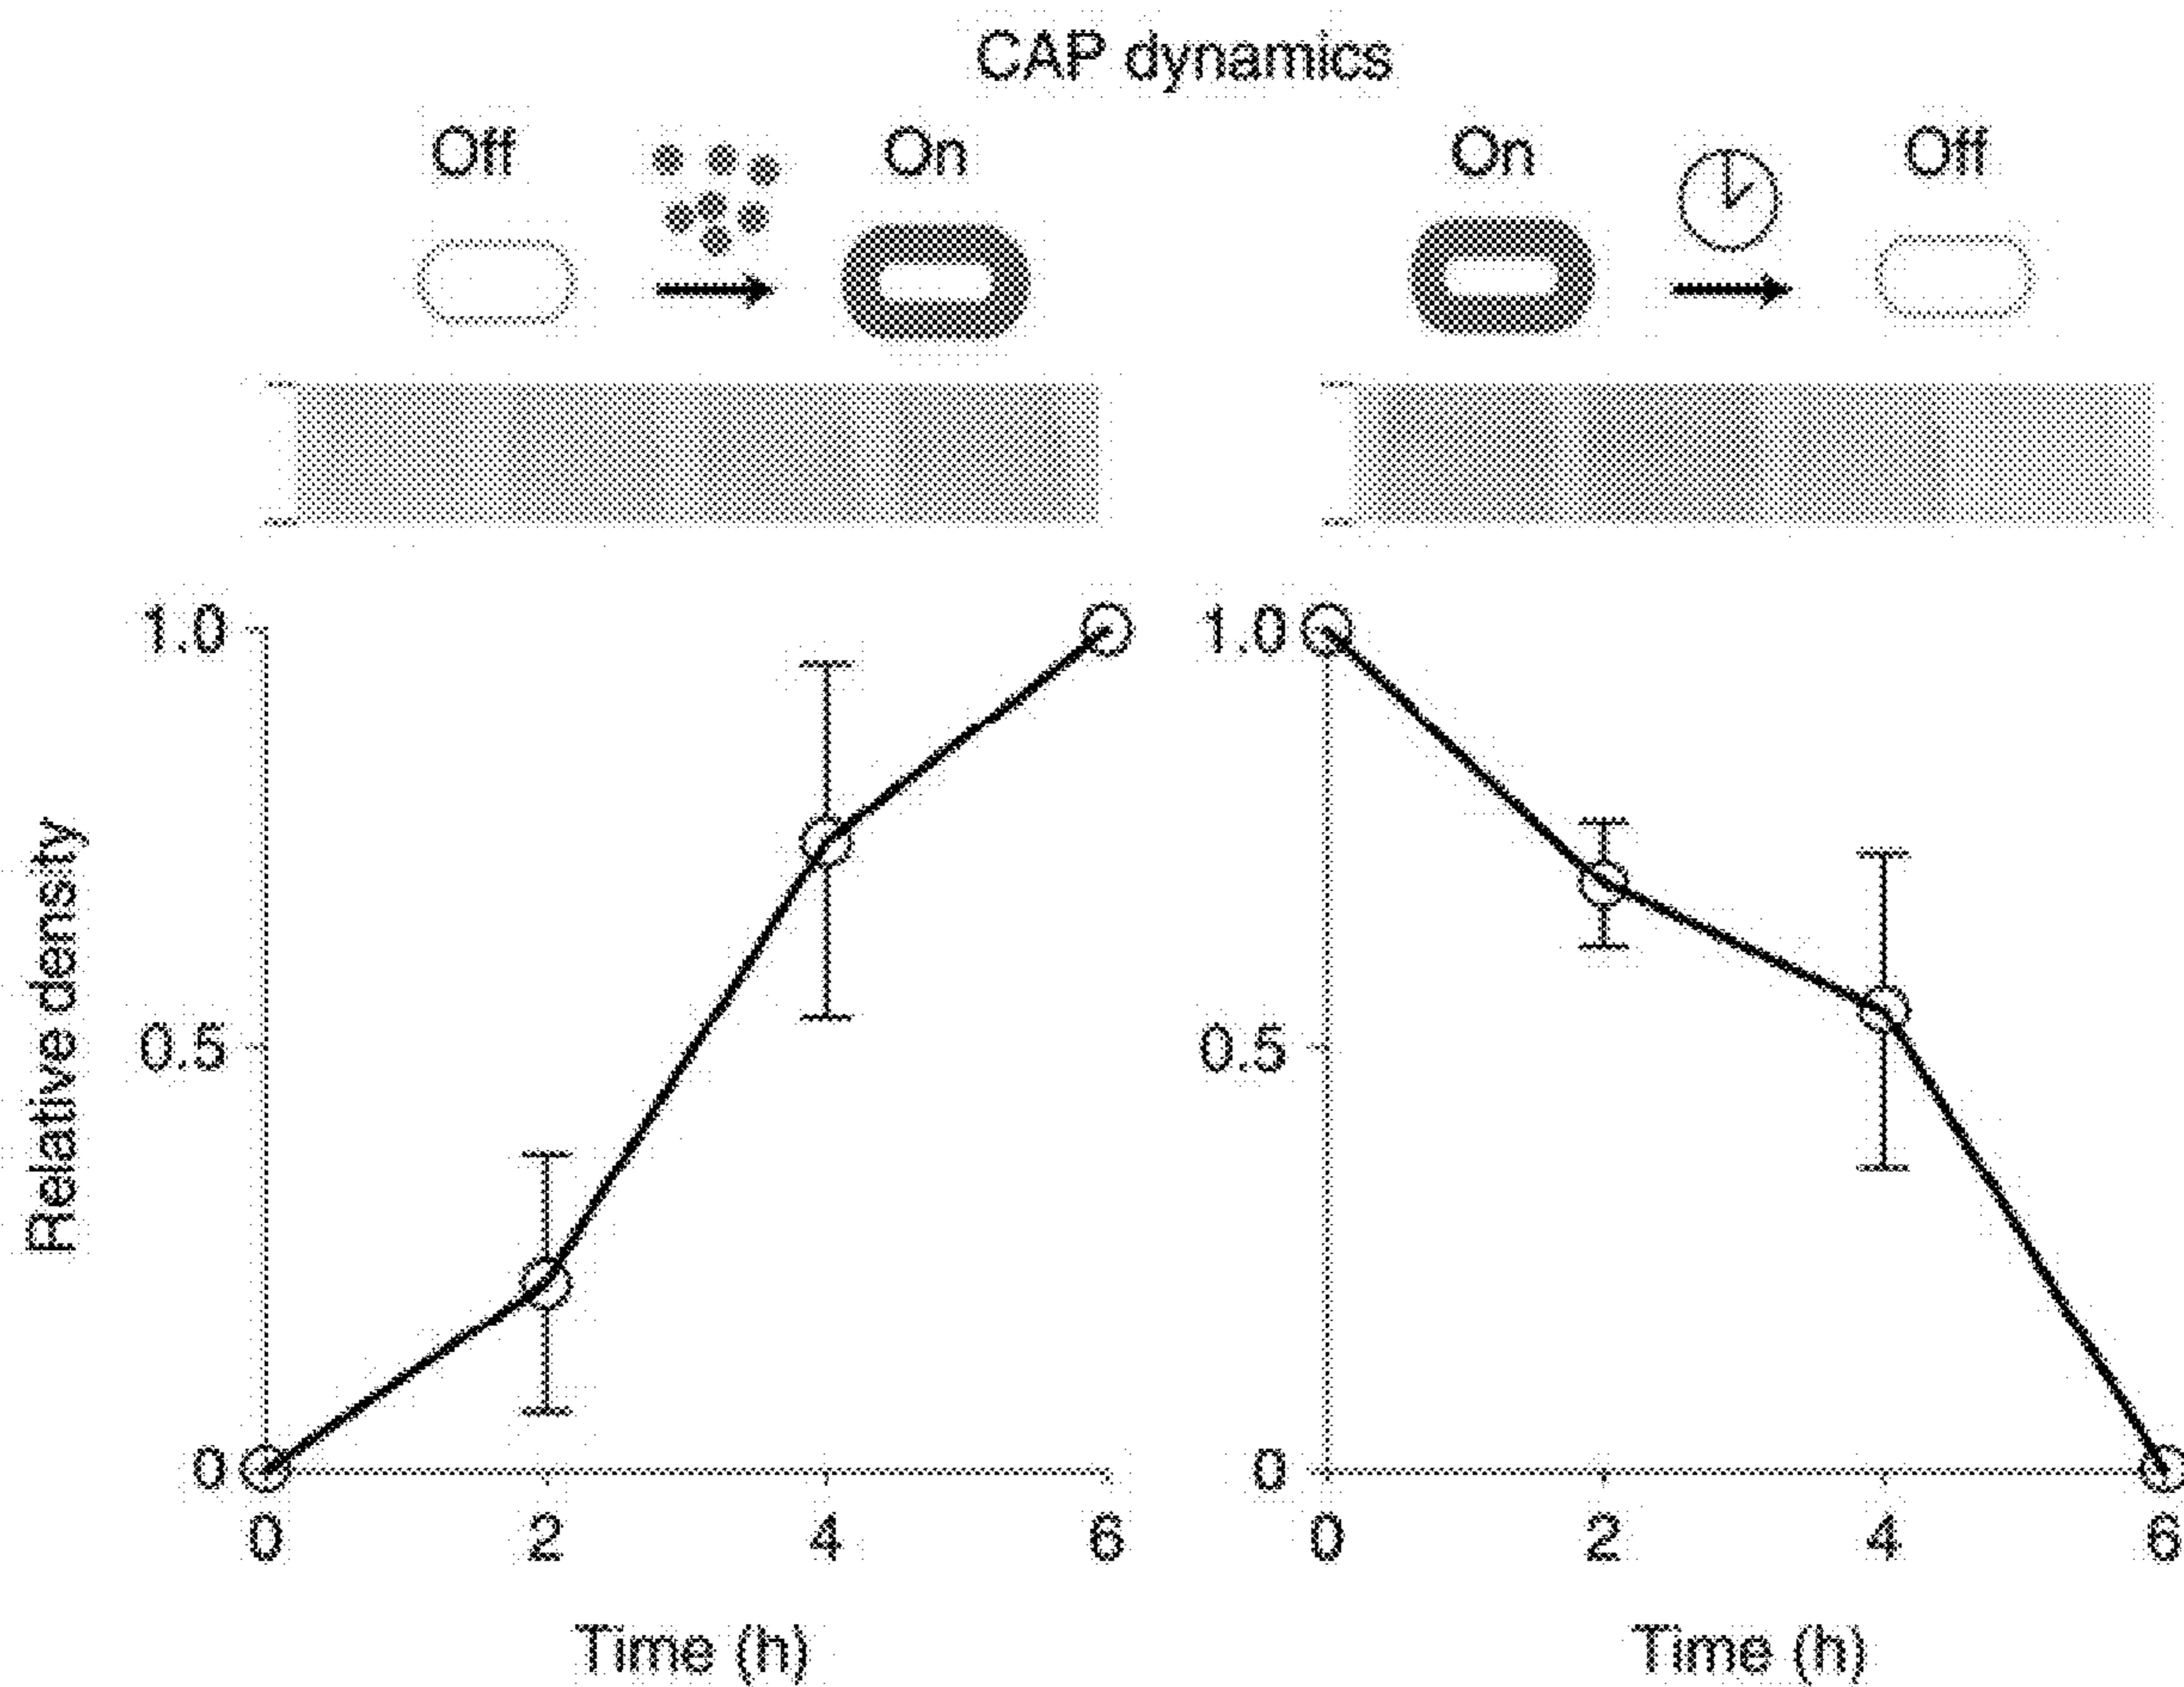 CAP dynamics
Off
On
On
Off
Relative density
1.0
0.5
0
0 2 4 6
Time (h)
1.0
0.5
0
0 2 4 6
Time (h)